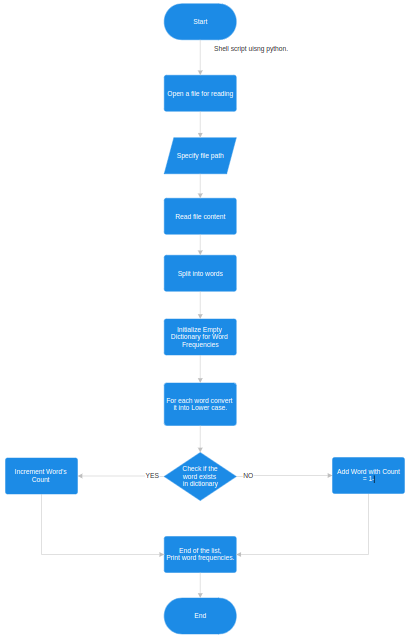 Start
Shell script uisng python.
Open a file for reading
Specify file path
Read file content
Split into words
Initialize Empty
Dictionary for Word
Frequencies
For each word convert
it into Lower case.
Check if the
word exists
in dictionary
YES
NO
Increment Word's
Count
Add Word with Count
= 1.
End of the list,
Print word frequencies.
End